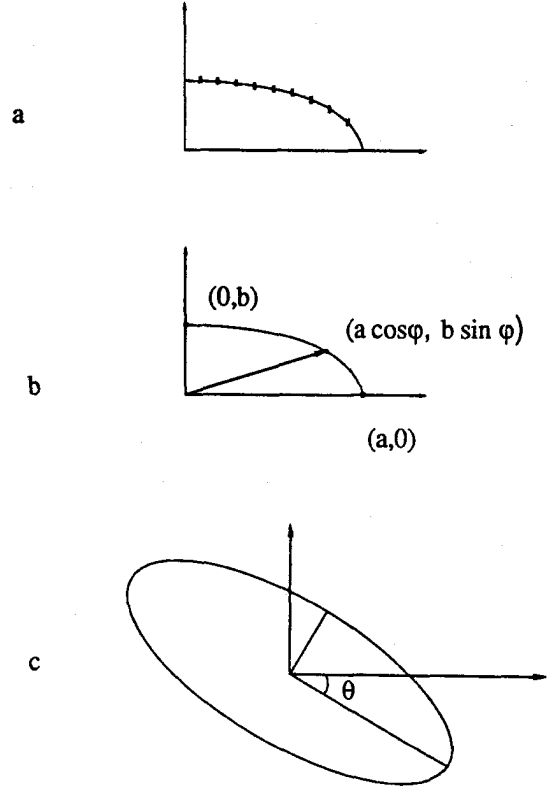 a
(0,b)
(a cosφ, b sin φ)
b
(a,0)
c
θ